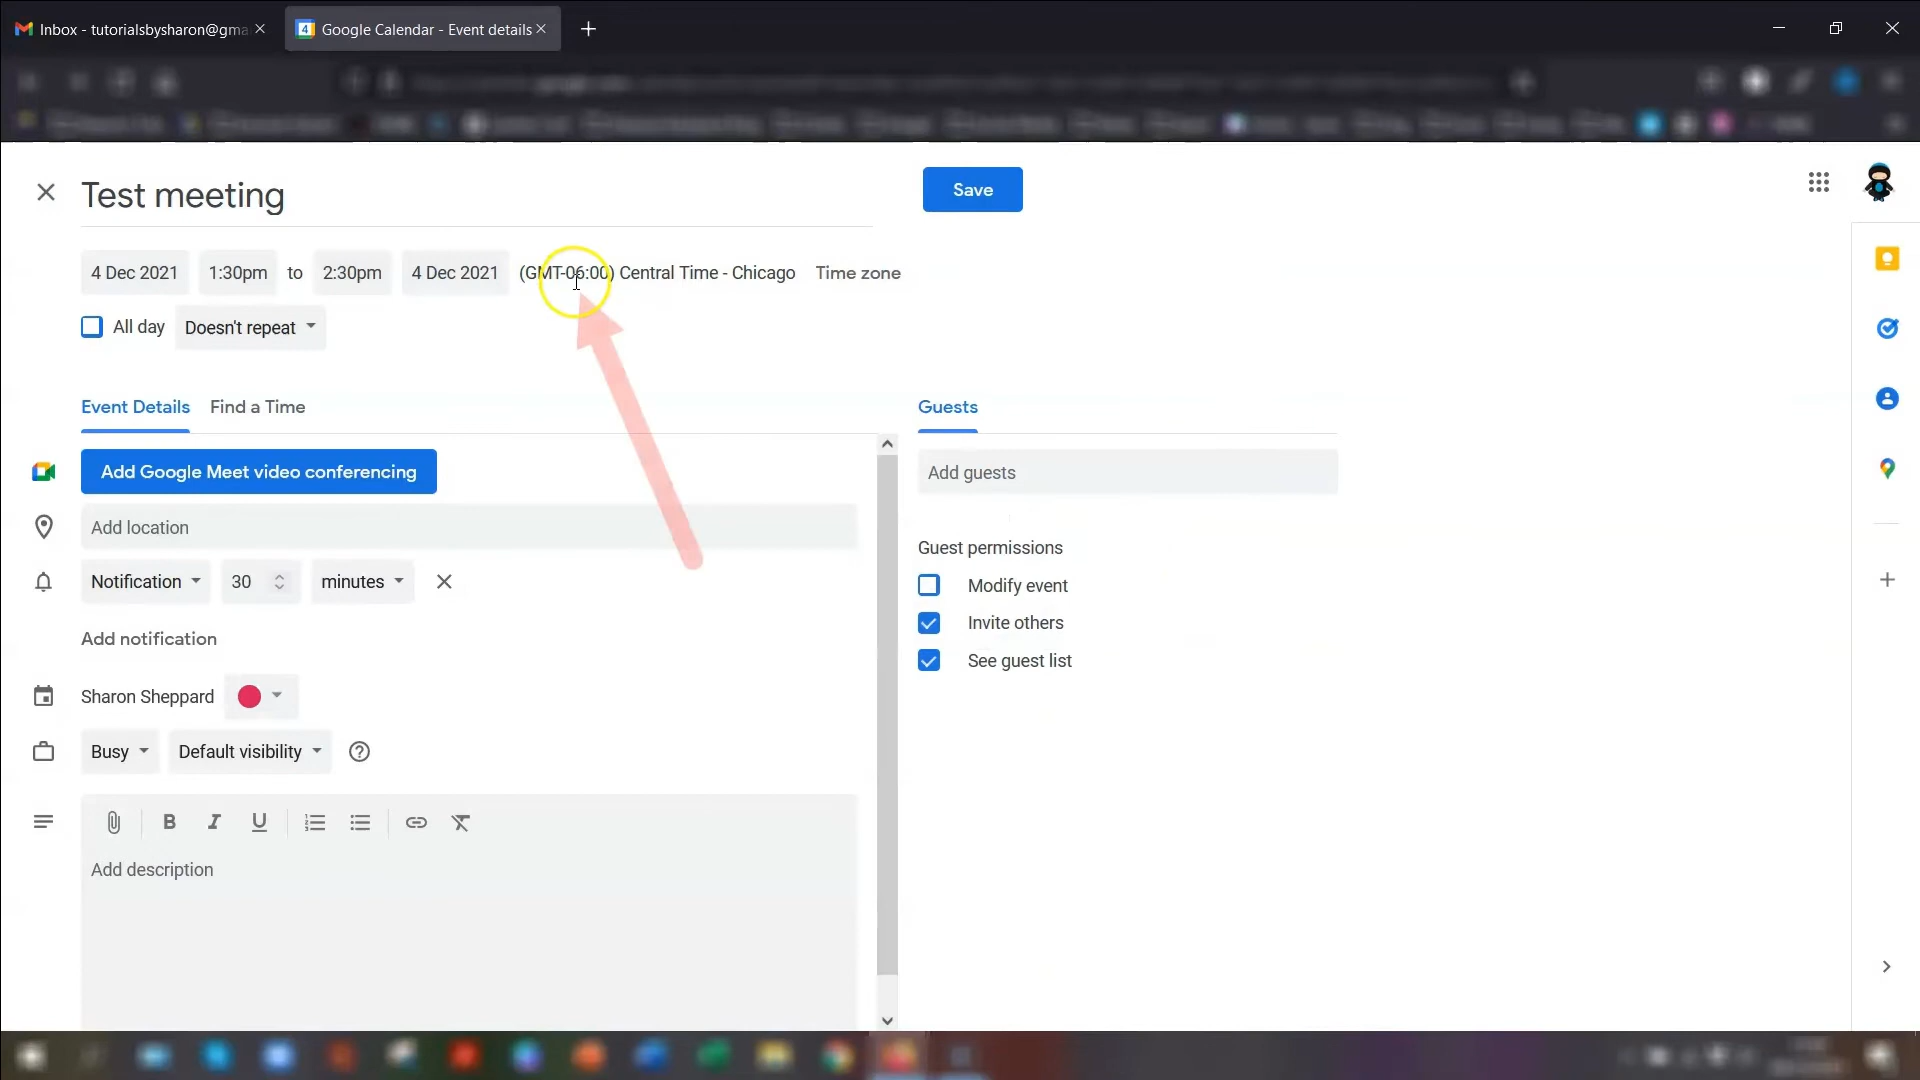 Inbox - tutorialsbysharon@gma
4 Google Calendar - Event details
Test meeting
Save
4 Dec 2021 1:30pm to 2:30pm 4 Dec 2021 (GMT-06:00) Central Time - Chicago Time zone
All day Doesn't repeat
Event Details Find a Time
Guests
Add Google Meet video conferencing
Add guests
Add location
Guest permissions
Notification 30 minutes
Modify event
Invite others
Add notification
See guest list
Sharon Sheppard
Busy Default visibility
B I U
Add description